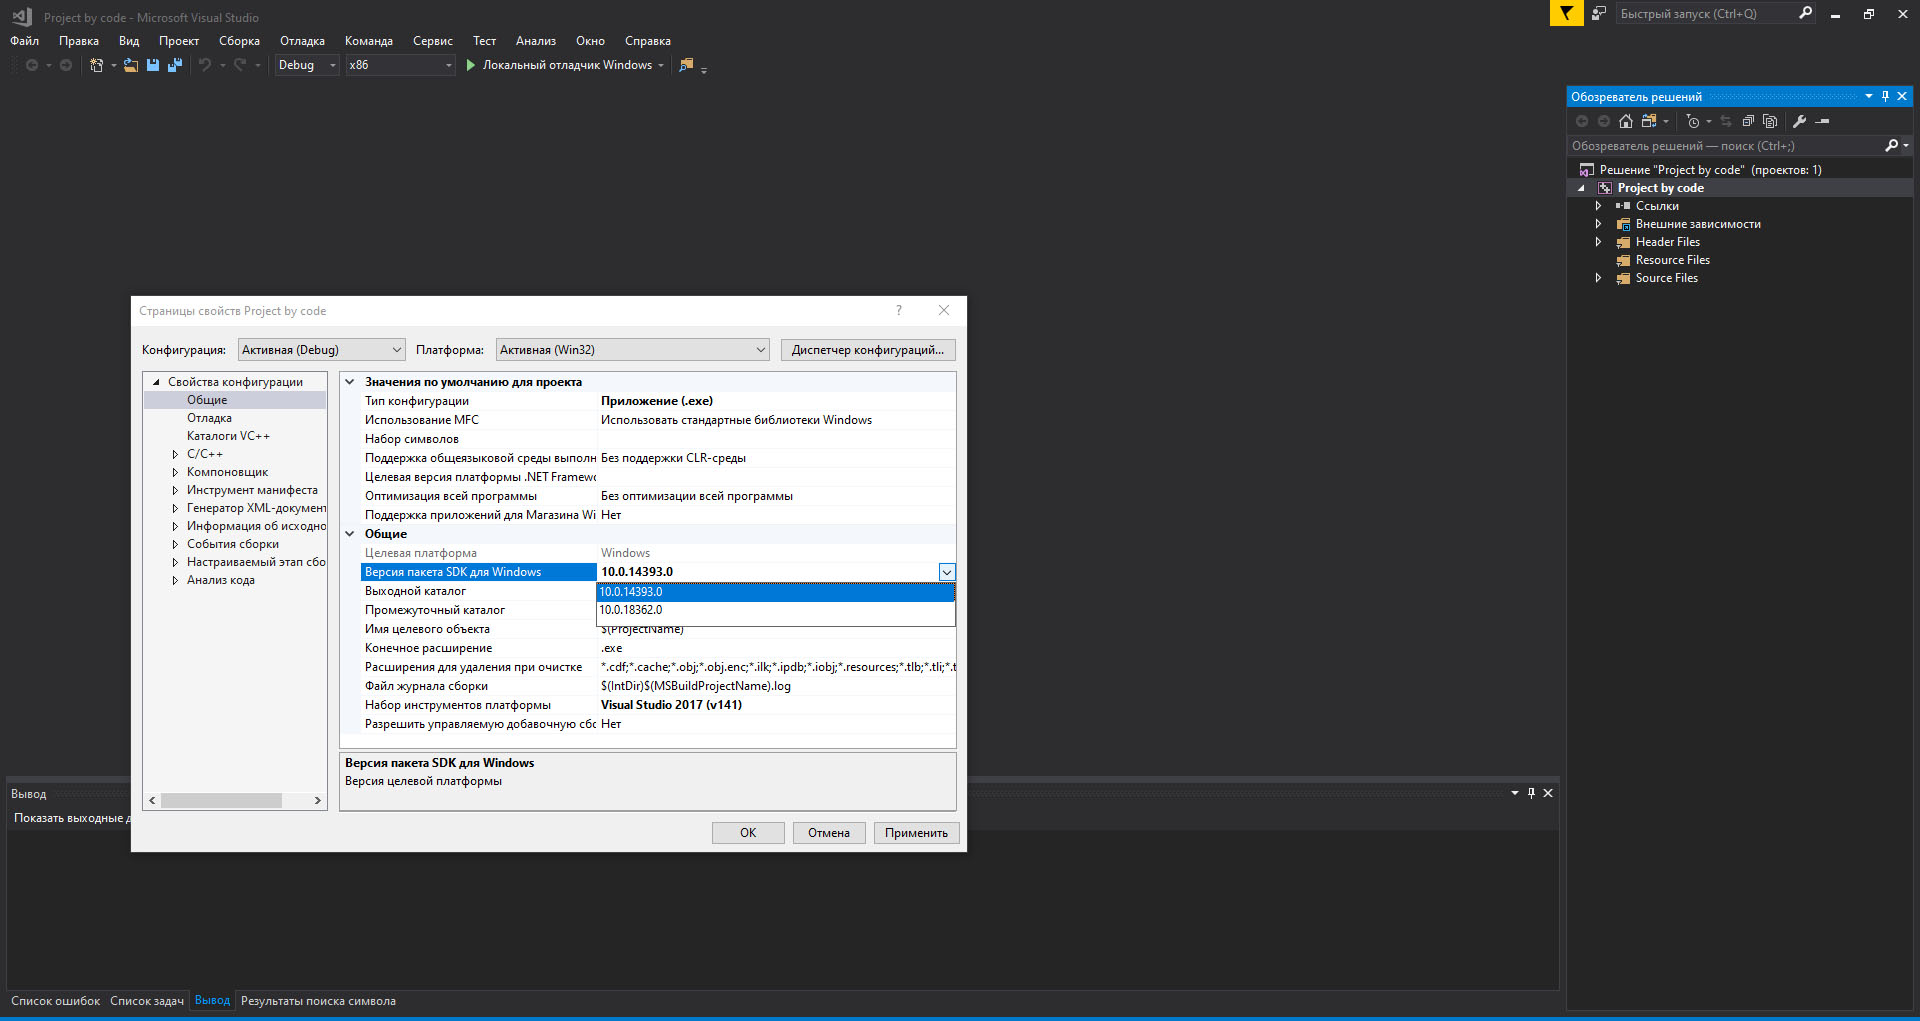 Project by code - Microsoft Visual Studio
Быстрый запуск (Ctrl+Q)
Файл Правка Вид Проект Сборка Отладка Команда Сервис Тест Анализ Окно Справка
Debug x86 Локальный отладчик Windows
Обозреватель решений
Обозреватель решений — поиск (Ctrl+;)
Решение "Project by code" (проектов: 1)
Project by code
Ссылки
Внешние зависимости
Header Files
Resource Files
Source Files
Страницы свойств Project by code ?
Конфигурация: Активная (Debug) Платформа: Активная (Win32) Диспетчер конфигураций...
Свойства конфигурации
Общие
Отладка
Каталоги VC++
C/C++
Компоновщик
Инструмент манифеста
Генератор XML-документ
Информация об исходно
События сборки
Настраиваемый этап сбо
Анализ кода
Значения по умолчанию для проекта
Тип конфигурации Приложение (.exe)
Использование MFC Использовать стандартные библиотеки Windows
Набор символов
Поддержка общеязыковой среды выполн Без поддержки CLR-среды
Целевая версия платформы .NET Framewo
Оптимизация всей программы Без оптимизации всей программы
Поддержка приложений для Магазина Wi Нет
Общие
Целевая платформа Windows
Версия пакета SDK для Windows 10.0.14393.0
Выходной каталог 10.0.14393.0
Промежуточный каталог 10.0.18362.0
Имя целевого объекта $(ProjectName)
Конечное расширение .exe
Расширения для удаления при очистке *.cdf;*.cache;*.obj;*.obj.enc;*.ilk;*.ipdb;*.iobj;*.resources;*.tlb;*.tli;*.t
Файл журнала сборки $(IntDir)$(MSBuildProjectName).log
Набор инструментов платформы Visual Studio 2017 (v141)
Разрешить управляемую добавочную сбо Нет
Версия пакета SDK для Windows
Версия целевой платформы
OK Отмена Применить
Вывод
Показать выходные д
Список ошибок Список задач Вывод Результаты поиска символа